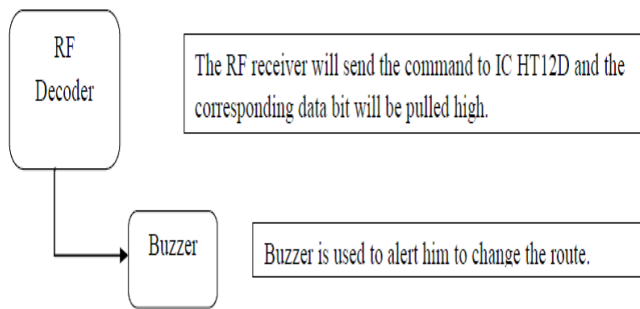 RF
Decoder
The RF receiver will send the command to IC HT12D and the
corresponding data bit will be pulled high.
Buzzer
Buzzer is used to alert him to change the route.